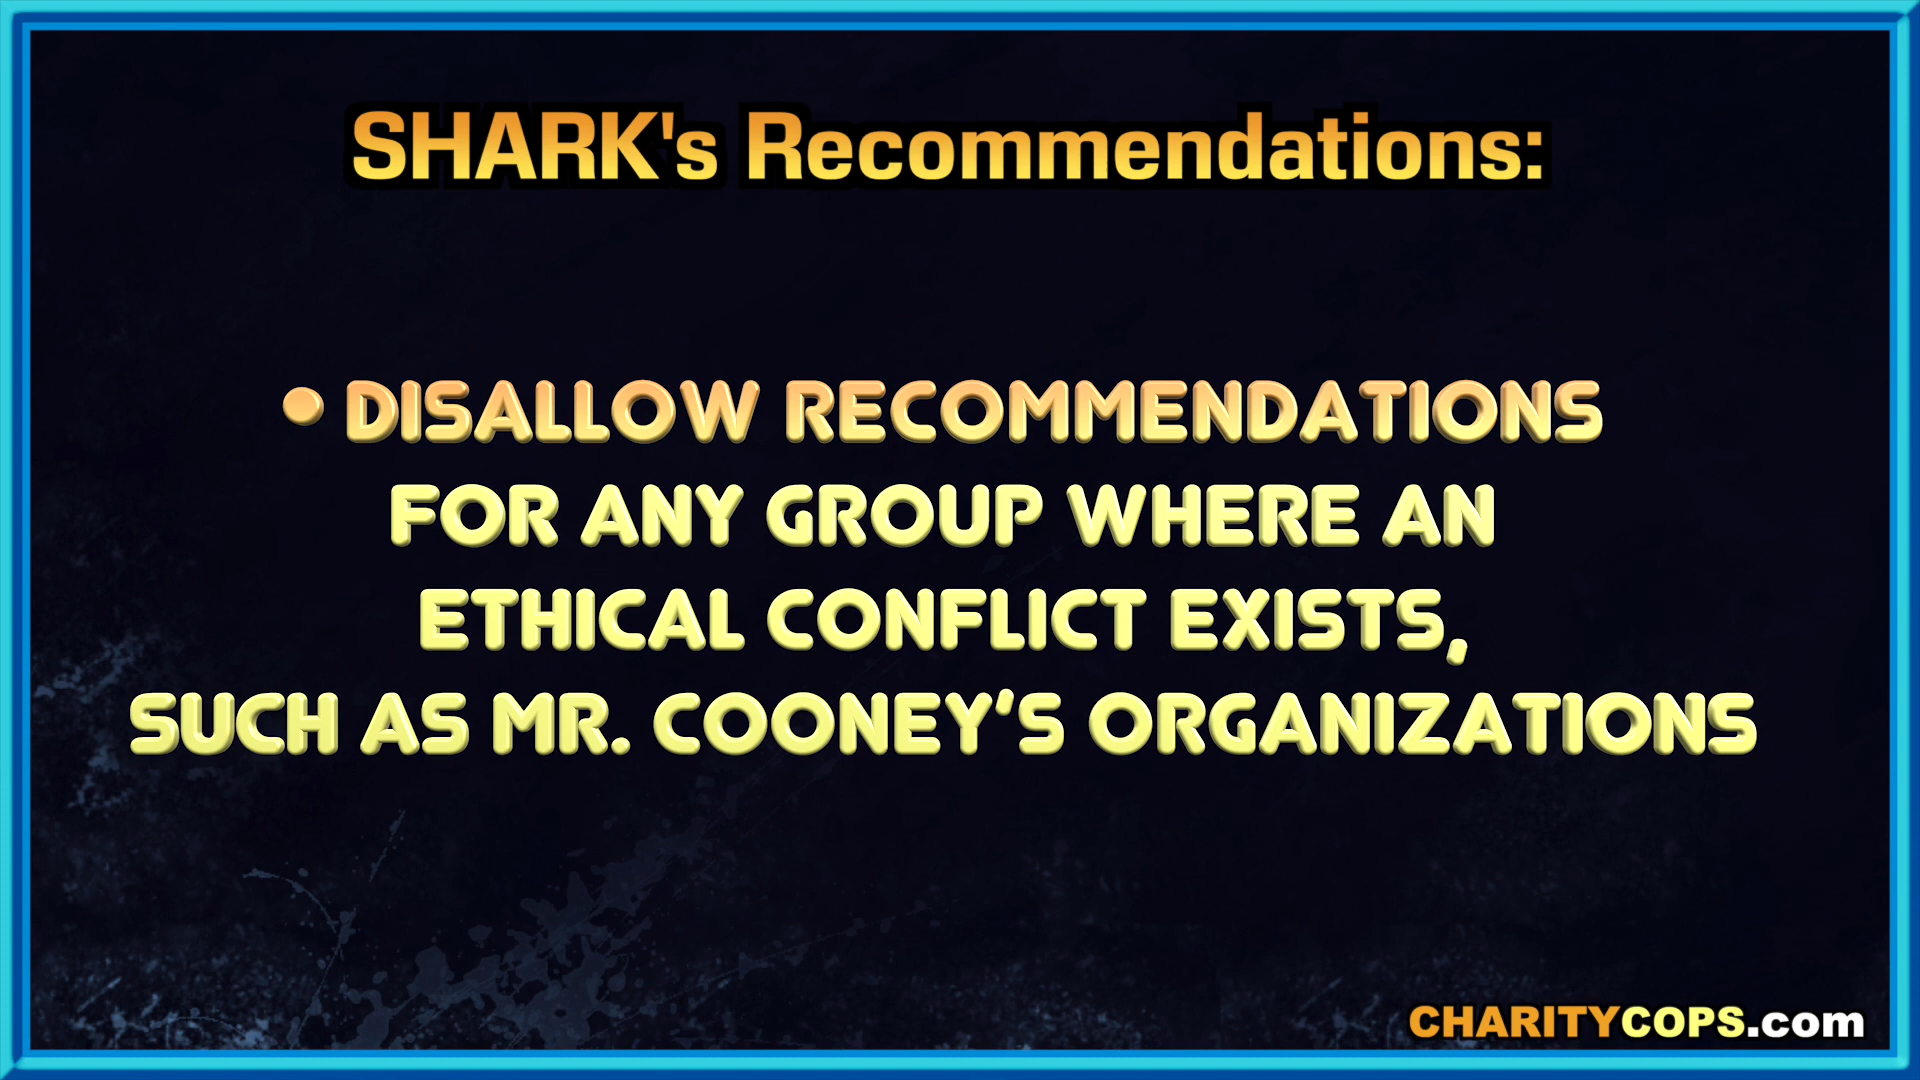 SHARK's Recommendations:
• DISALLOW RECOMMENDATIONS
FOR ANY GROUP WHERE AN
ETHICAL CONFLICT EXISTS,
SUCH AS MR. COONEY’S ORGANIZATIONS
CHARITYCOPS.com